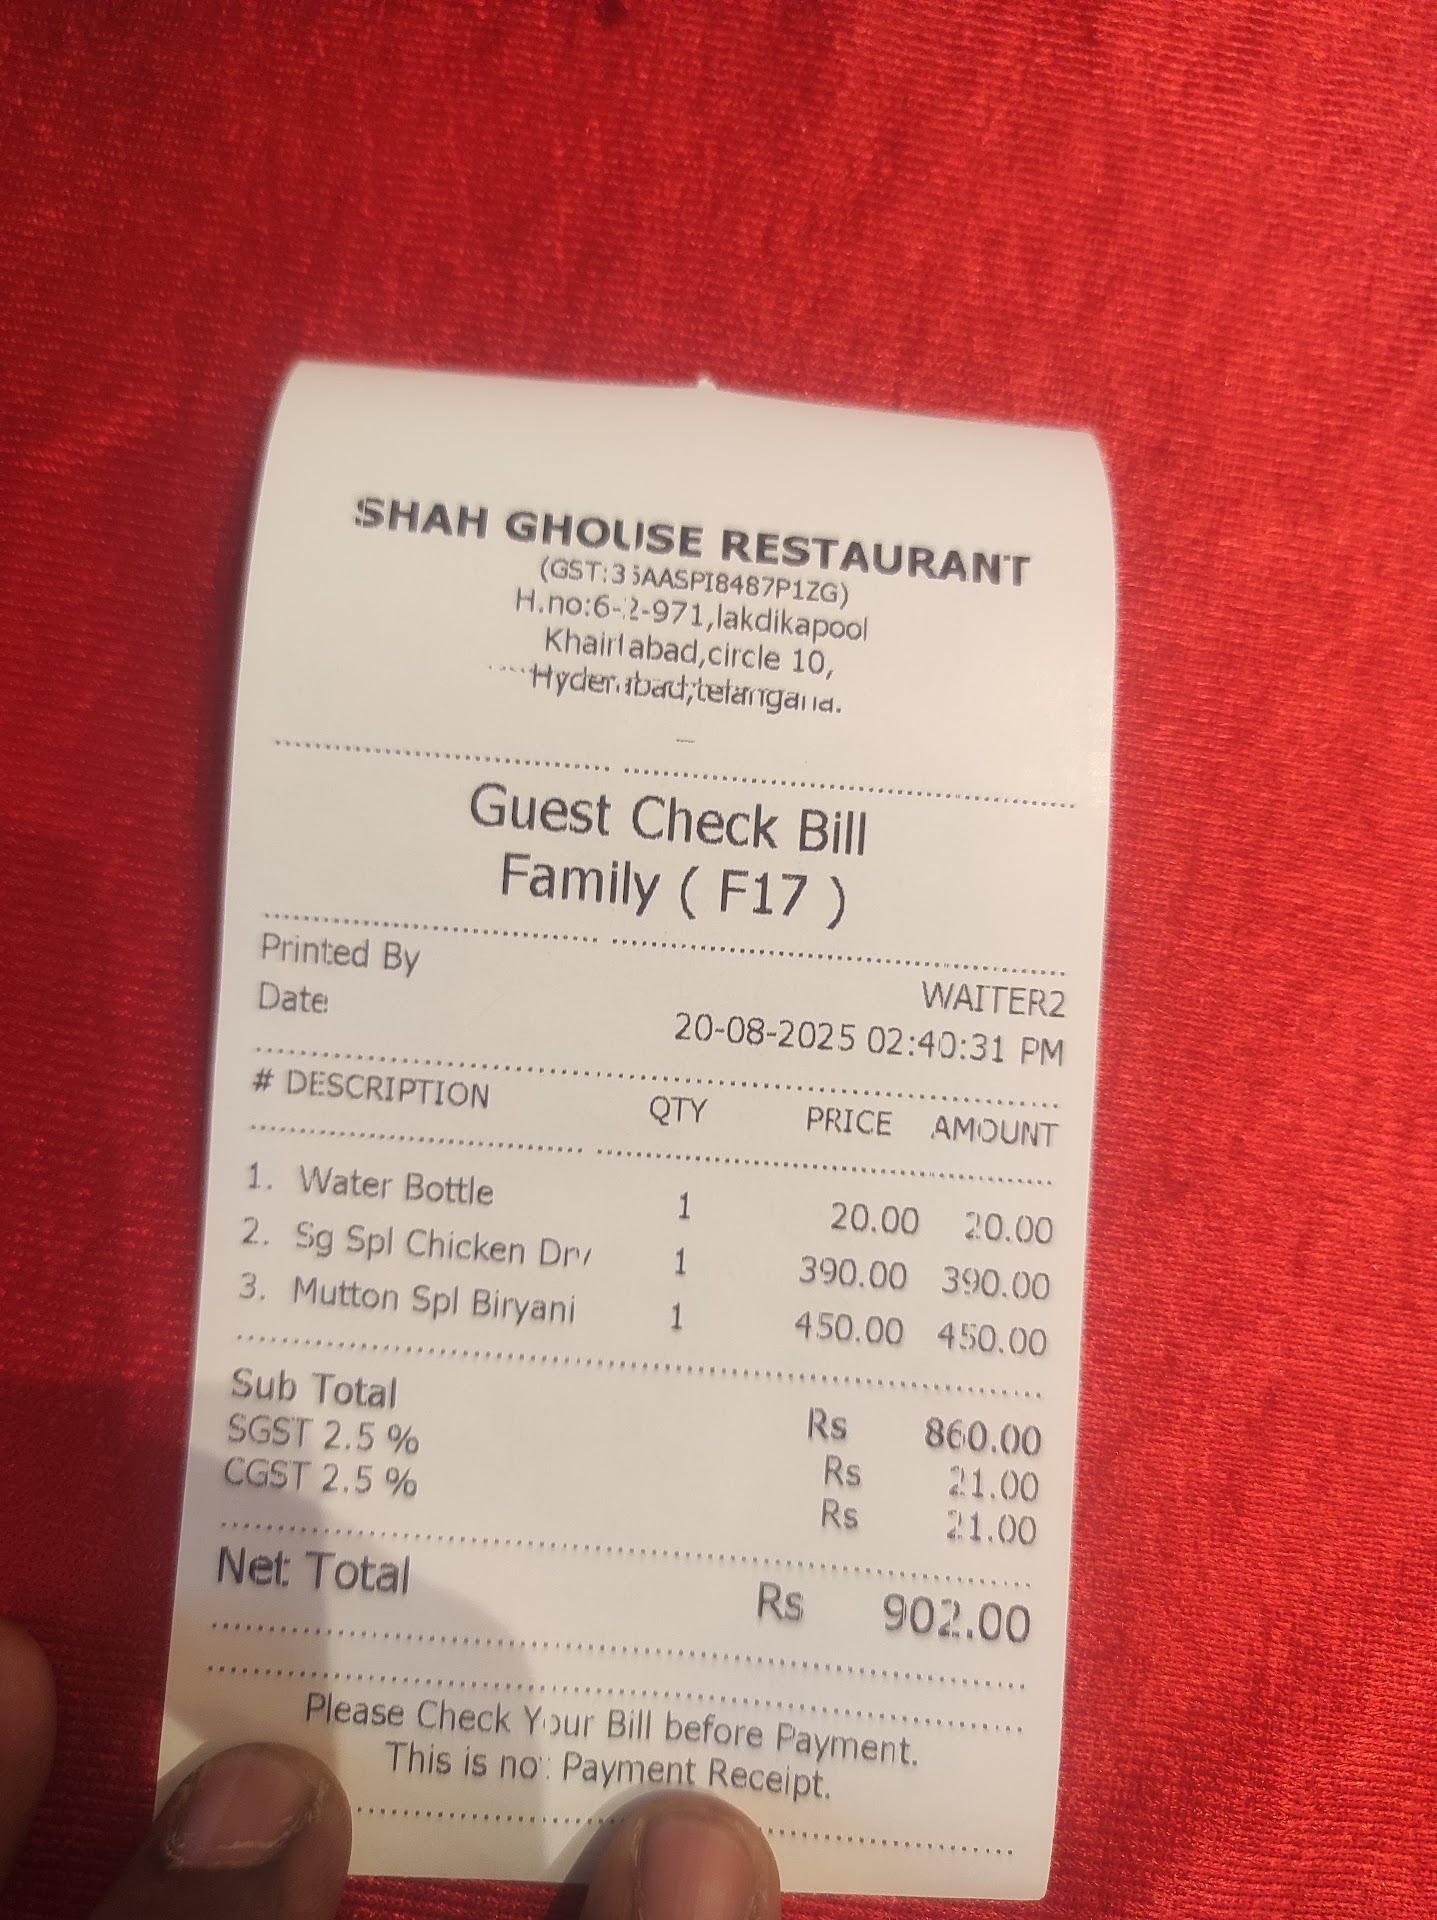 SHAH GHOUSE RESTAURANT
(GST:36AASPI8487P1ZG)
H.no:6-2-971,lakdikapool
Khairtabad,circle 10,
Hyderabad,telangana.
Guest Check Bill
Family ( F17 )
Printed By WAITER2
Date 20-08-2025 02:40:31 PM
# DESCRIPTION QTY PRICE AMOUNT
1. Water Bottle 1 20.00 20.00
2. Sg Spl Chicken Dry 1 390.00 390.00
3. Mutton Spl Biryani 1 450.00 450.00
Sub Total Rs 860.00
SGST 2.5 % Rs 21.00
CGST 2.5 % Rs 21.00
Net Total Rs 902.00
Please Check Your Bill before Payment.
This is not Payment Receipt.